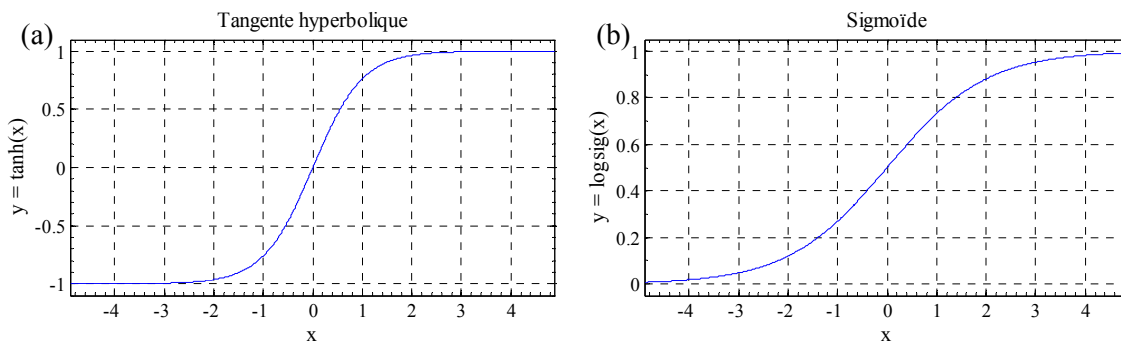 (a)
Tangente hyperbolique
y = tanh(x)
1
0.5
0
-0.5
-1
-4 -3 -2 -1 0 1 2 3 4
x
(b)
Sigmoïde
y = logsig(x)
1
0.8
0.6
0.4
0.2
0
-4 -3 -2 -1 0 1 2 3 4
x